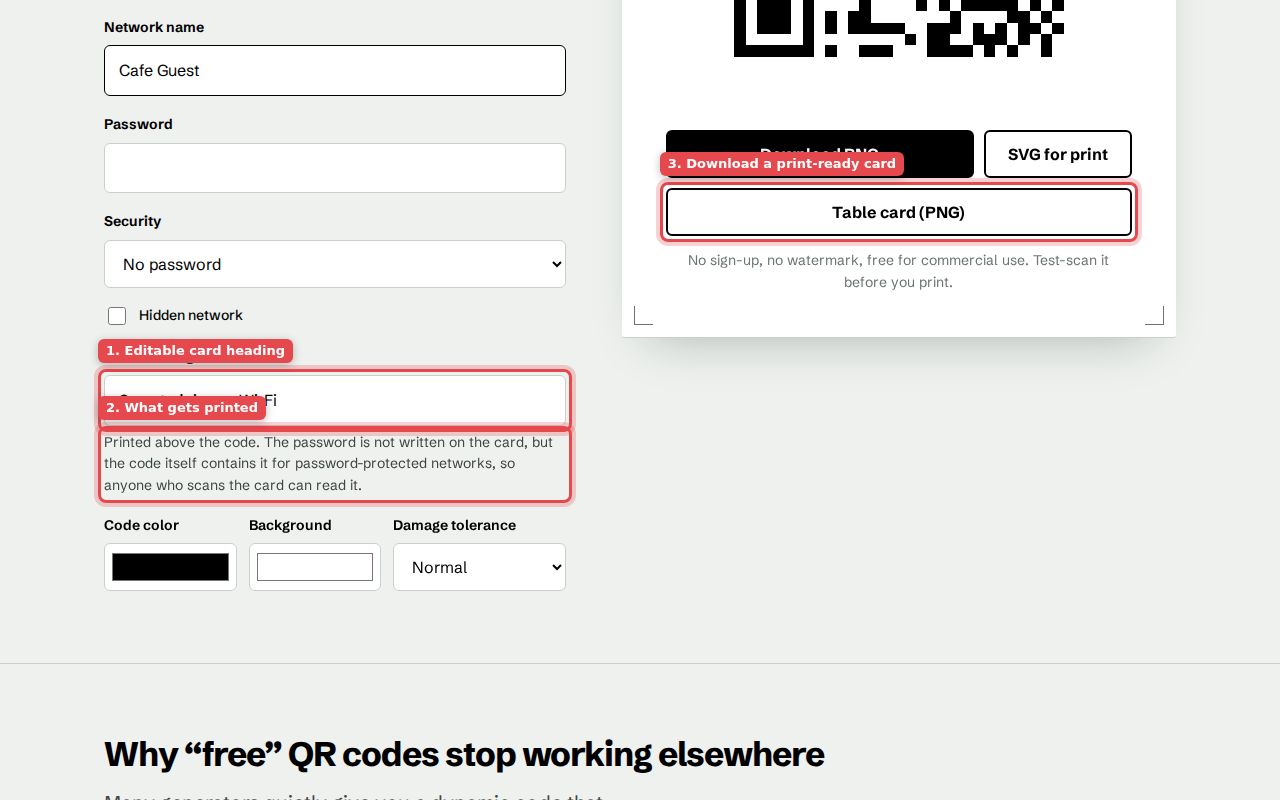 Network name
Cafe Guest
Password
Security
No password
Hidden network
1. Editable card heading
2. What gets printed
Printed above the code. The password is not written on the card, but
the code itself contains it for password-protected networks, so
anyone who scans the card can read it.
Code color
Background
Damage tolerance
Normal
SVG for print
3. Download a print-ready card
Table card (PNG)
No sign-up, no watermark, free for commercial use. Test-scan it
before you print.
Why “free” QR codes stop working elsewhere